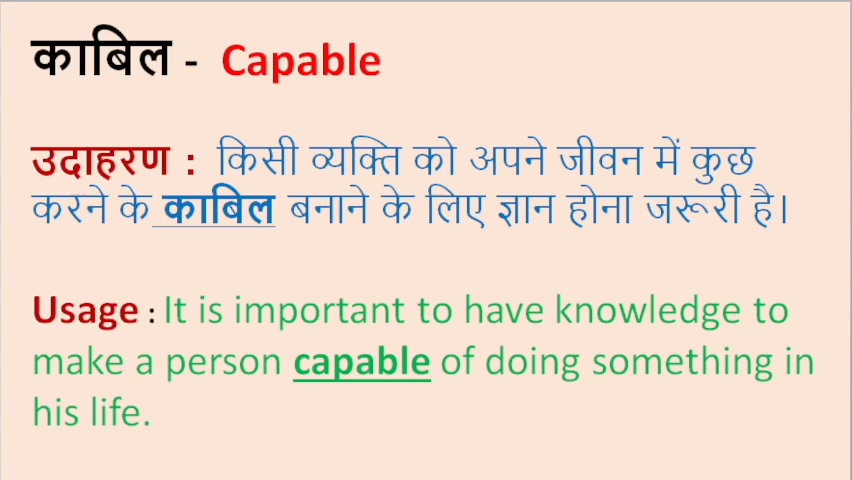 काबिल - Capable
उदाहरण : किसी व्यक्ति को अपने जीवन में कुछ
करने के काबिल बनाने के लिए ज्ञान होना जरूरी है।
Usage : It is important to have knowledge to
make a person capable of doing something in
his life.